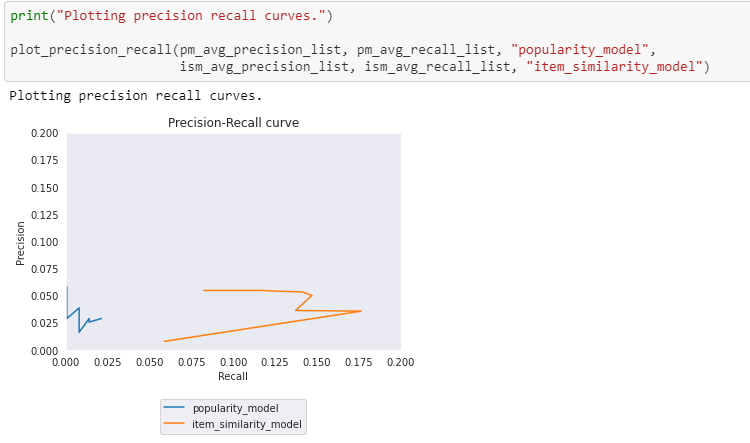 print("Plotting precision recall curves.")
plot_precision_recall(pm_avg_precision_list, pm_avg_recall_list, "popularity_model",
ism_avg_precision_list, ism_avg_recall_list, "item_similarity_model")
Plotting precision recall curves.
Precision-Recall curve
0.200
0.175
0.150
0.125
0.100
0.075
0.050
0.025
0.000
Precision
0.000 0.025 0.050 0.075 0.100 0.125 0.150 0.175 0.200
Recall
popularity_model
item_similarity_model